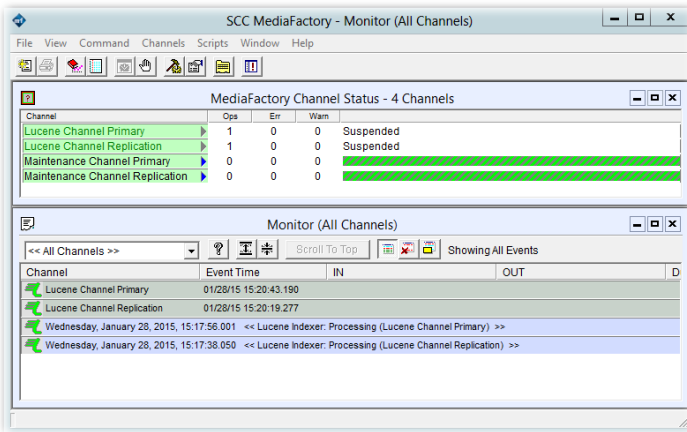 SCC MediaFactory - Monitor (All Channels)
File View Command Channels Scripts Window Help
MediaFactory Channel Status - 4 Channels
Channel Ops Err Warn
Lucene Channel Primary 1 0 0 Suspended
Lucene Channel Replication 1 0 0 Suspended
Maintenance Channel Primary 0 0 0
Maintenance Channel Replication 0 0 0
Monitor (All Channels)
<< All Channels >> Scroll To Top Showing All Events
Channel Event Time IN OUT DI
Lucene Channel Primary 01/28/15 15:20:43.190
Lucene Channel Replication 01/28/15 15:20:19.277
Wednesday, January 28, 2015, 15:17:56.001 << Lucene Indexer: Processing (Lucene Channel Primary) >>
Wednesday, January 28, 2015, 15:17:38.050 << Lucene Indexer: Processing (Lucene Channel Replication) >>